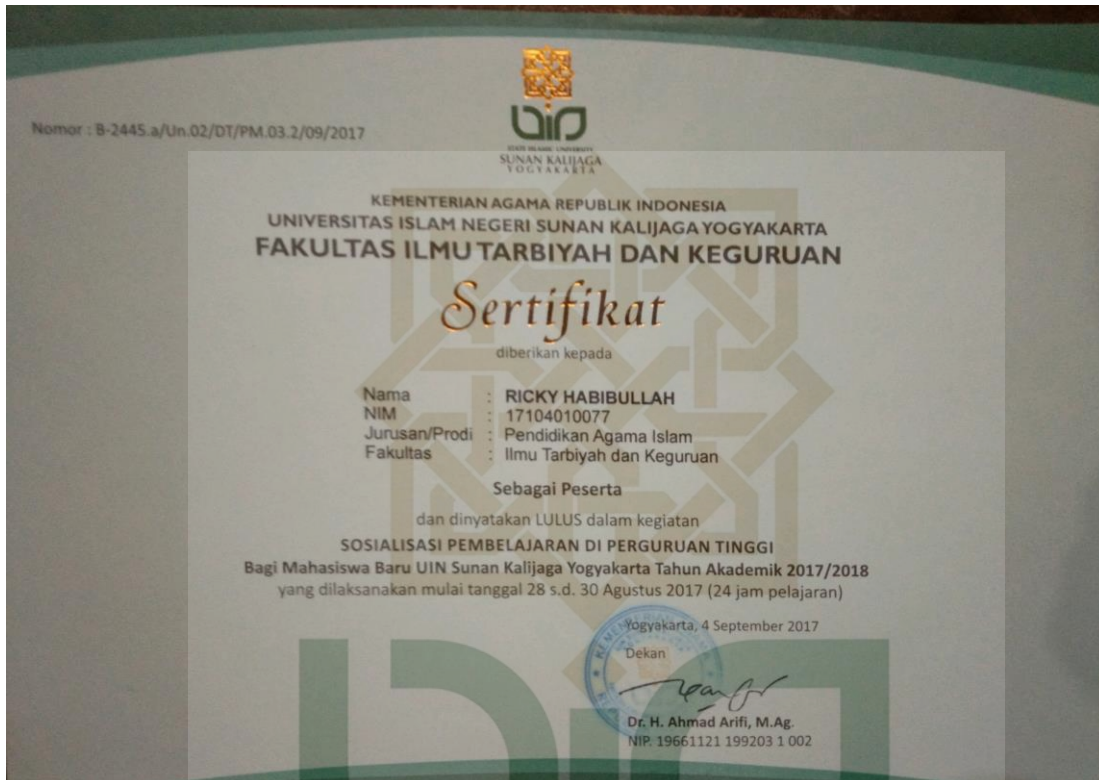 Nomor : B-2445.a/Un.02/DT/PM.03.2/09/2017
uin
STATE ISLAMIC UNIVERSITY
SUNAN KALIJAGA
YOGYAKARTA
KEMENTERIAN AGAMA REPUBLIK INDONESIA
UNIVERSITAS ISLAM NEGERI SUNAN KALIJAGA YOGYAKARTA
FAKULTAS ILMU TARBIYAH DAN KEGURUAN
Sertifikat
diberikan kepada
Nama : RICKY HABIBULLAH
NIM : 17104010077
Jurusan/Prodi : Pendidikan Agama Islam
Fakultas : Ilmu Tarbiyah dan Keguruan
Sebagai Peserta
dan dinyatakan LULUS dalam kegiatan
SOSIALISASI PEMBELAJARAN DI PERGURUAN TINGGI
Bagi Mahasiswa Baru UIN Sunan Kalijaga Yogyakarta Tahun Akademik 2017/2018
yang dilaksanakan mulai tanggal 28 s.d. 30 Agustus 2017 (24 jam pelajaran)
Yogyakarta, 4 September 2017
Dekan
Dr. H. Ahmad Arifi, M.Ag.
NIP. 19661121 199203 1 002